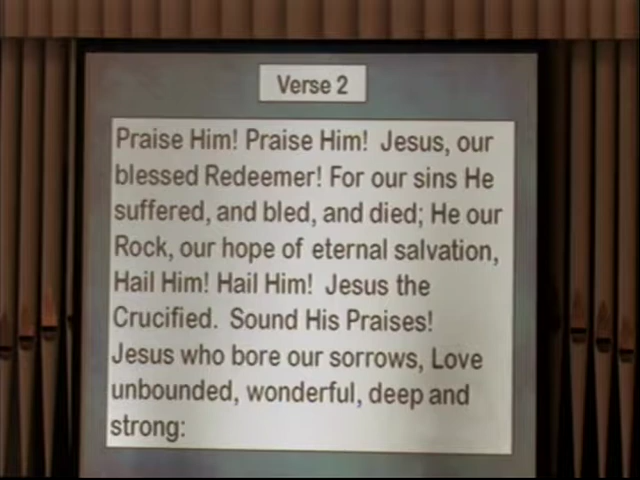 Verse 2
Praise Him! Praise Him! Jesus, our
blessed Redeemer! For our sins He
suffered, and bled, and died; He our
Rock, our hope of eternal salvation,
Hail Him! Hail Him! Jesus the
Crucified. Sound His Praises!
Jesus who bore our sorrows, Love
unbounded, wonderful, deep and
strong: